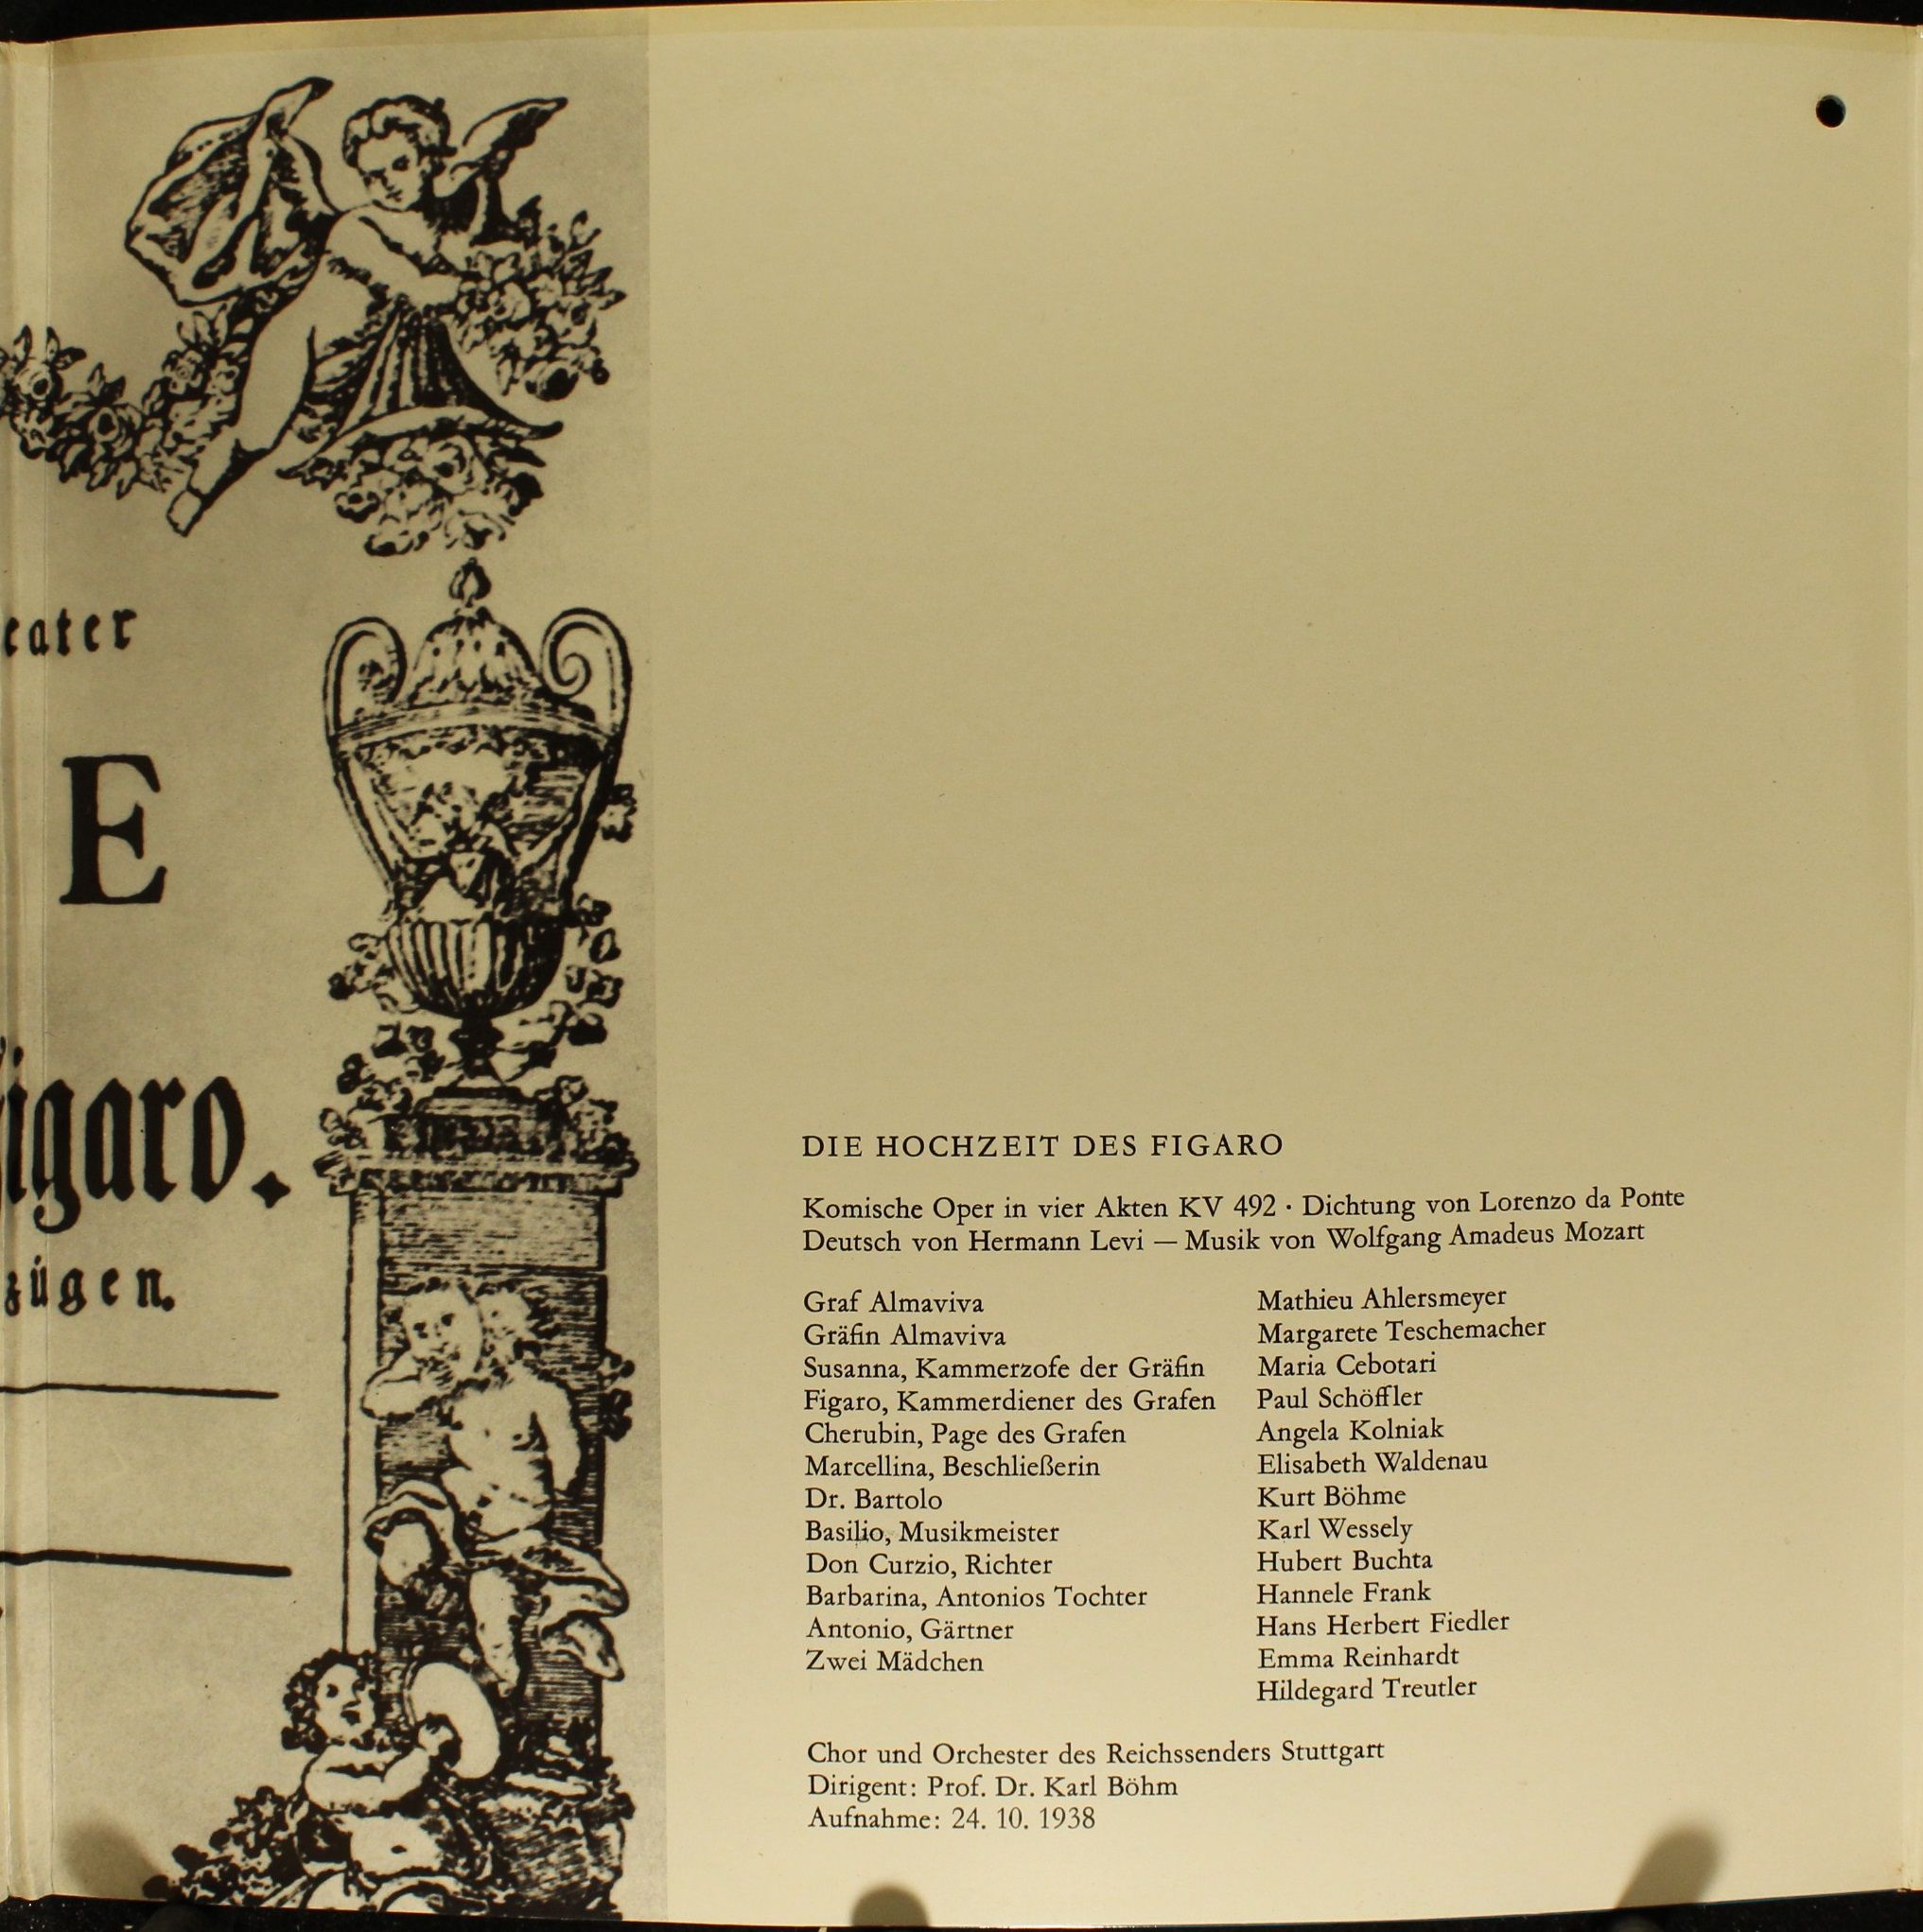 eater
E
igaro.
zügen.
DIE HOCHZEIT DES FIGARO
Komische Oper in vier Akten KV 492 · Dichtung von Lorenzo da Ponte
Deutsch von Hermann Levi — Musik von Wolfgang Amadeus Mozart
Graf Almaviva Mathieu Ahlersmeyer
Gräfin Almaviva Margarete Teschemacher
Susanna, Kammerzofe der Gräfin Maria Cebotari
Figaro, Kammerdiener des Grafen Paul Schöffler
Cherubin, Page des Grafen Angela Kolniak
Marcellina, Beschließerin Elisabeth Waldenau
Dr. Bartolo Kurt Böhme
Basilio, Musikmeister Karl Wessely
Don Curzio, Richter Hubert Buchta
Barbarina, Antonios Tochter Hannele Frank
Antonio, Gärtner Hans Herbert Fiedler
Zwei Mädchen Emma Reinhardt
Hildegard Treutler
Chor und Orchester des Reichssenders Stuttgart
Dirigent: Prof. Dr. Karl Böhm
Aufnahme: 24. 10. 1938